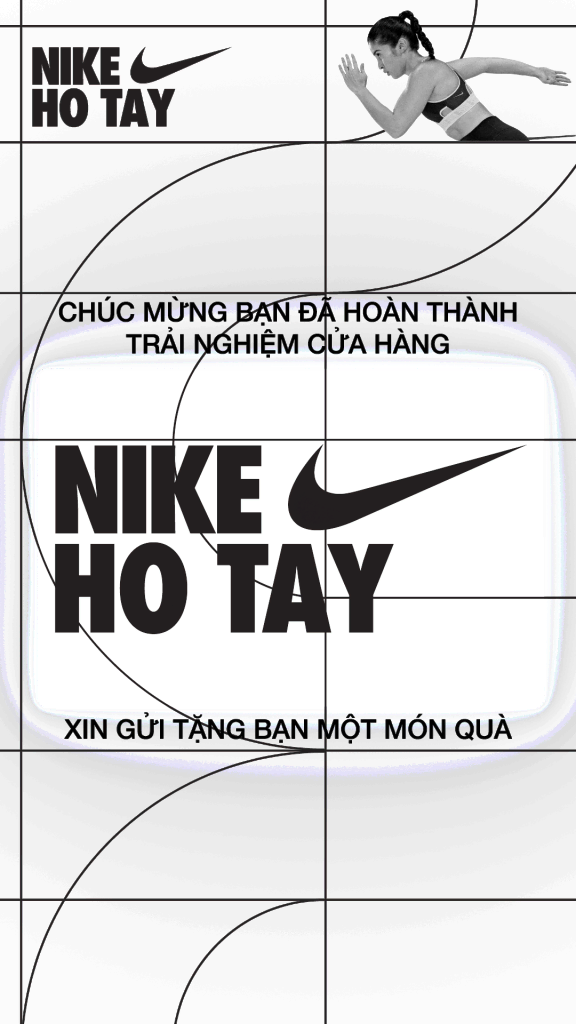 NIKE
HO TAY
CHÚC MỪNG BẠN ĐÃ HOÀN THÀNH
TRẢI NGHIỆM CỬA HÀNG
NIKE
HO TAY
XIN GỬI TẶNG BẠN MỘT MÓN QUÀ